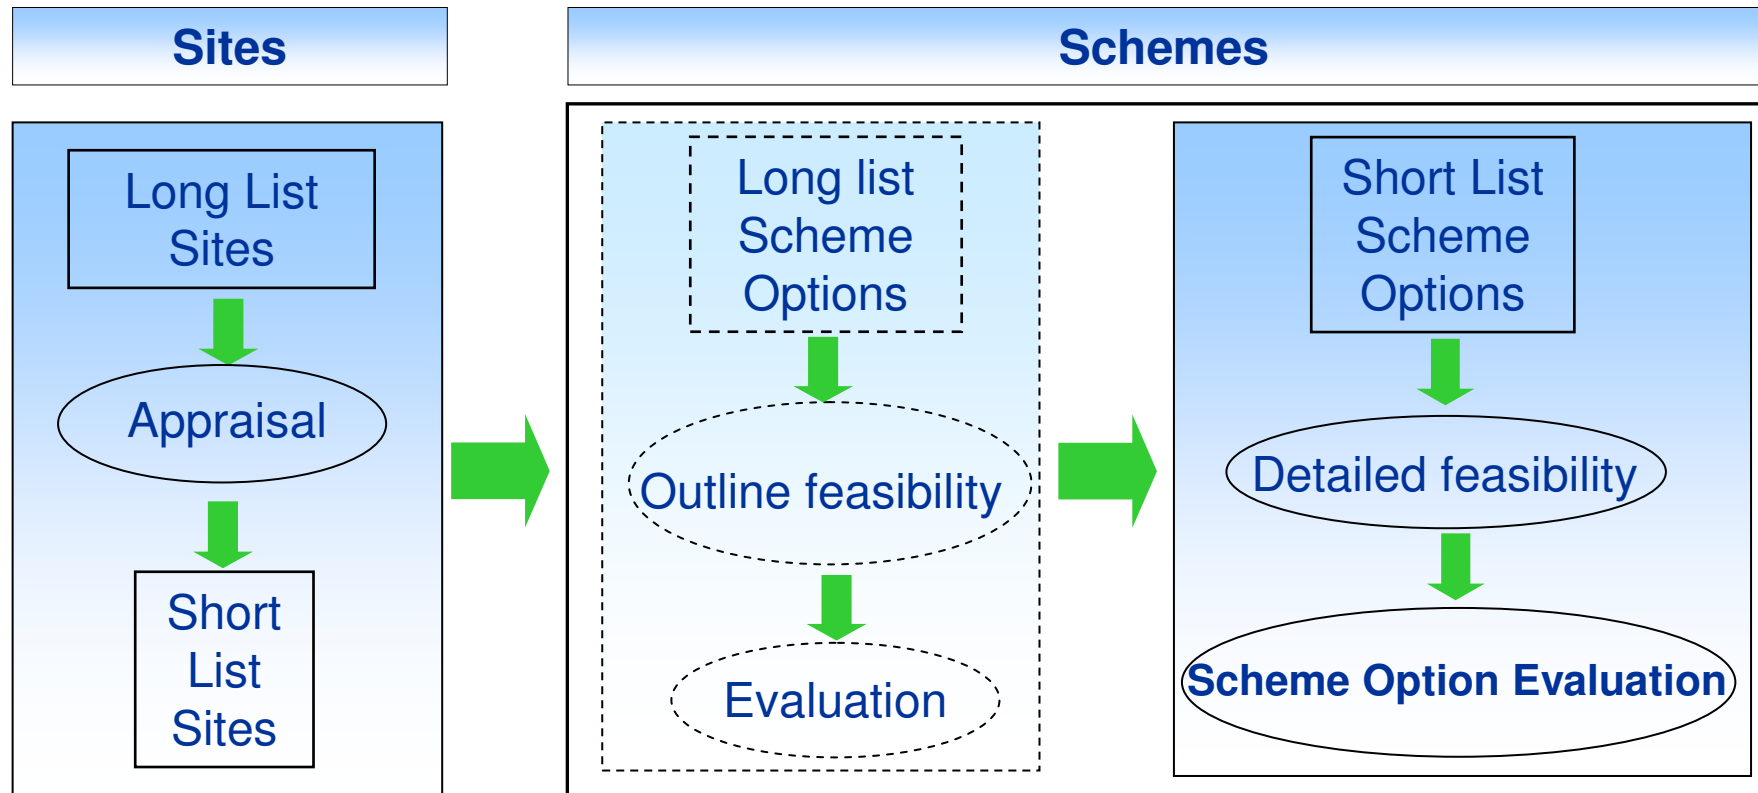 Sites
Schemes
Long List
Sites
Appraisal
Short
List
Sites
Long list
Scheme
Options
Outline feasibility
Evaluation
Short List
Scheme
Options
Detailed feasibility
Scheme Option Evaluation